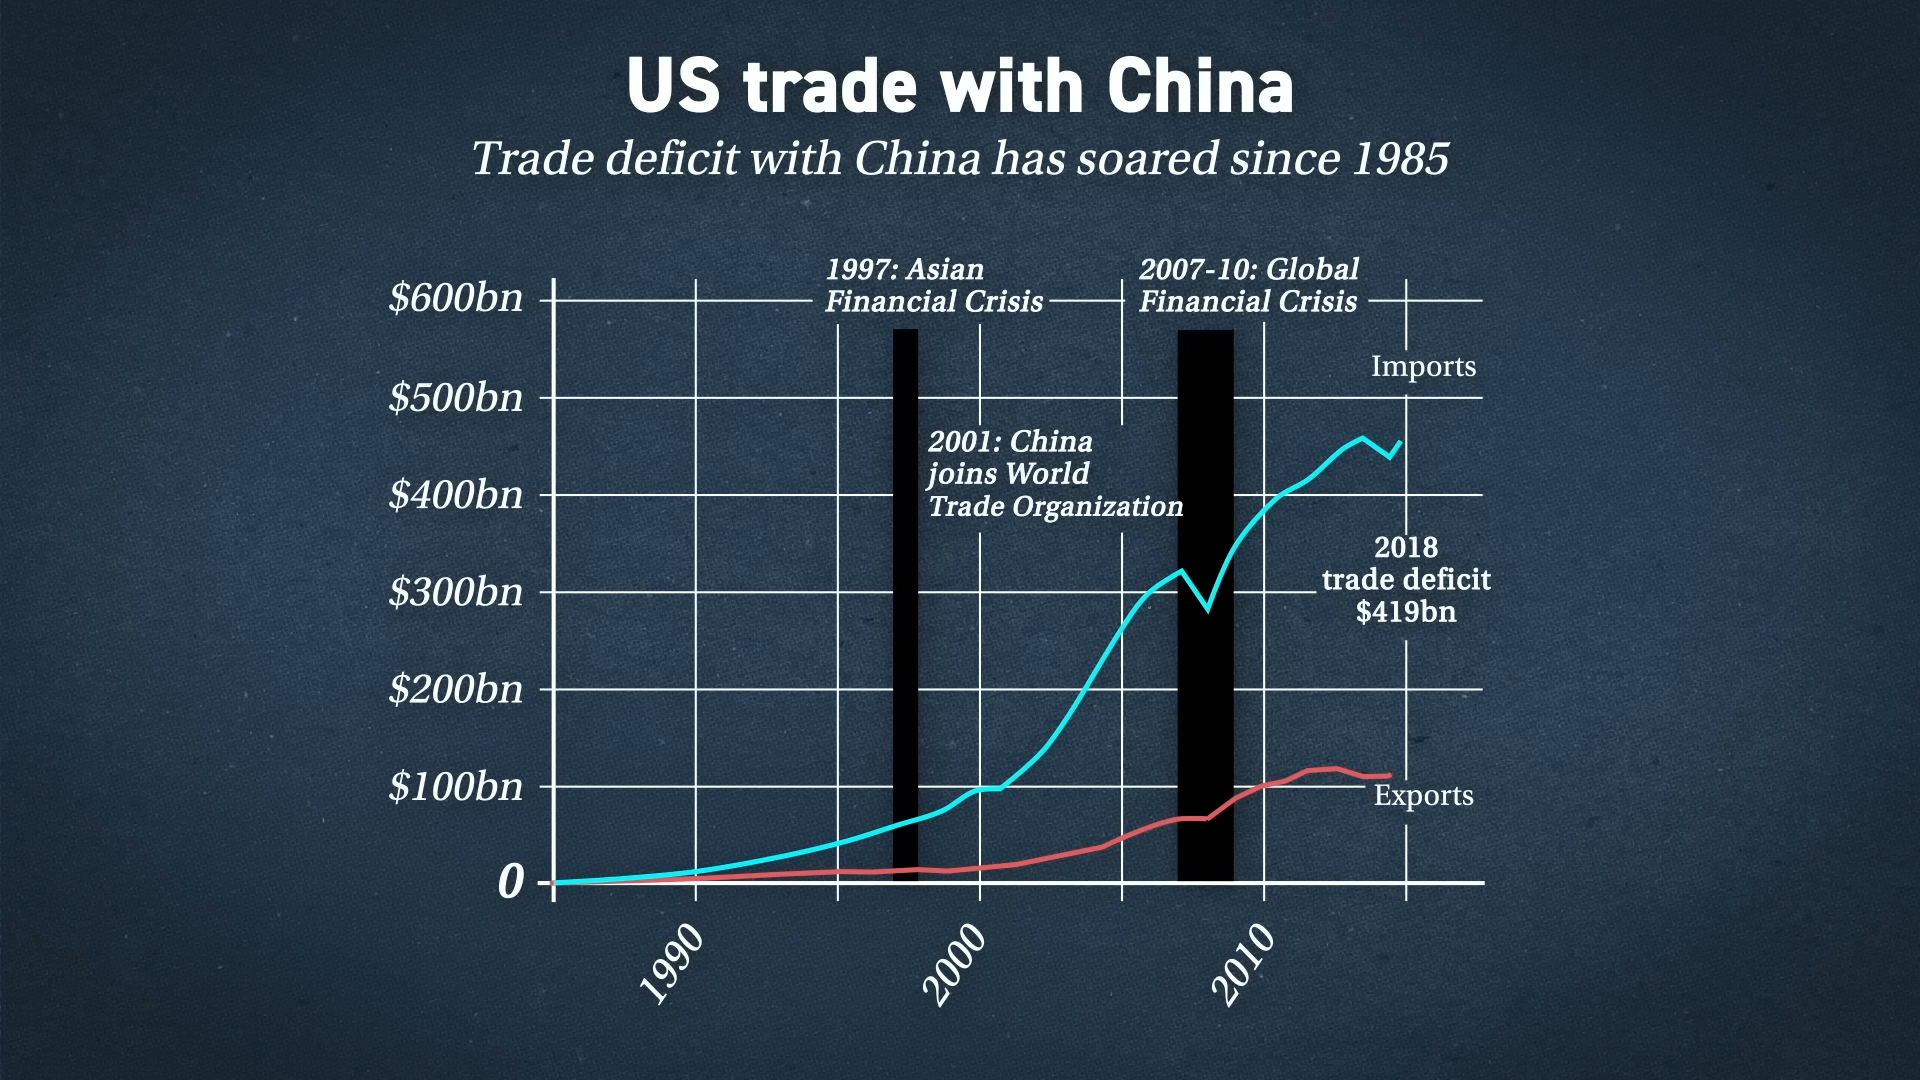 US trade with China
Trade deficit with China has soared since 1985
1997: Asian
Financial Crisis
2007-10: Global
Financial Crisis
$600bn
Imports
$500bn
2001: China
joins World
Trade Organization
$400bn
2018
trade deficit
$419bn
$300bn
$200bn
$100bn
Exports
0
1990
2000
2010